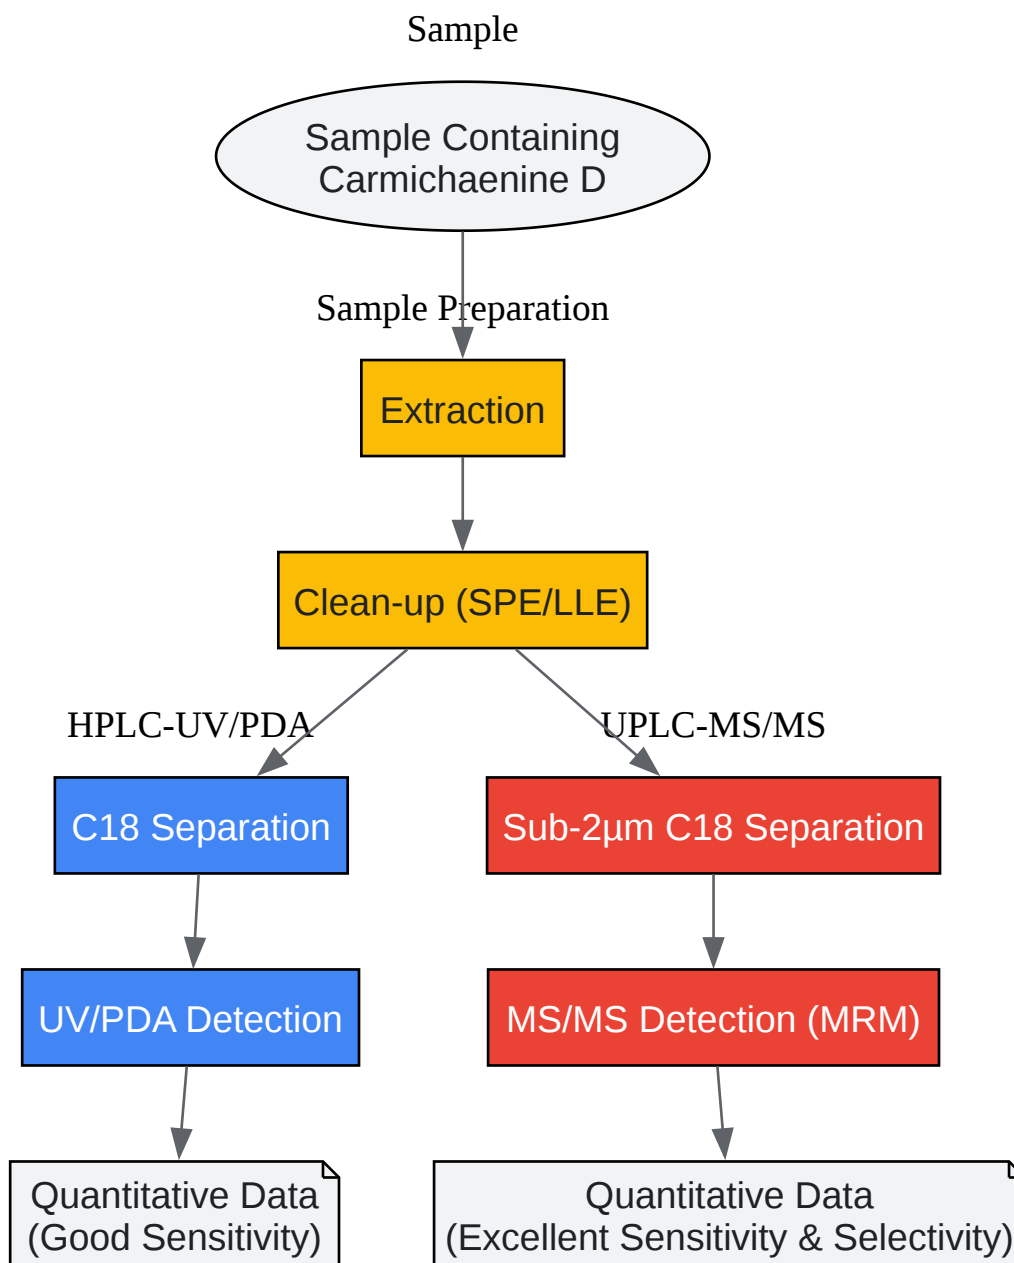 Sample
Sample Containing
Carmichaenine D
Sample Preparation
Extraction
Clean-up (SPE/LLE)
HPLC-UV/PDA
UPLC-MS/MS
C18 Separation
Sub-2µm C18 Separation
UV/PDA Detection
MS/MS Detection (MRM)
Quantitative Data
(Good Sensitivity)
Quantitative Data
(Excellent Sensitivity & Selectivity)